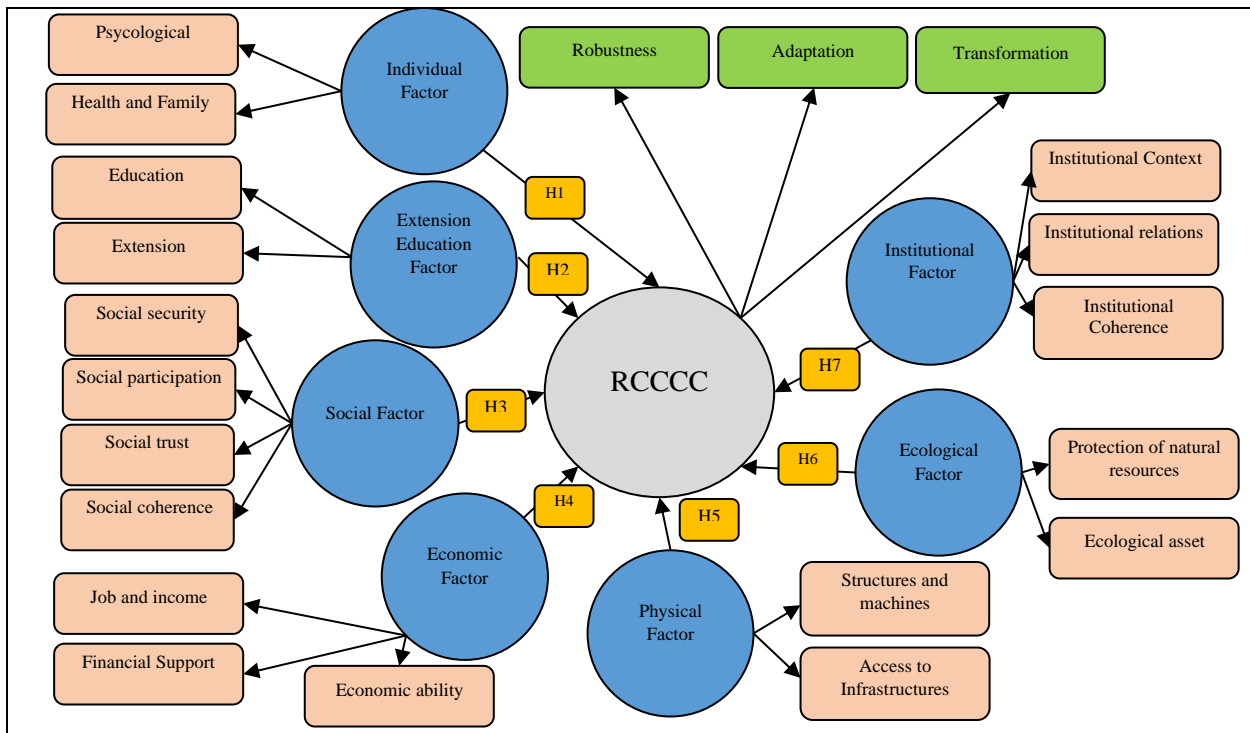 Psycological
Health and Family
Individual
Factor
Robustness
Adaptation
Transformation
Education
Extension
Extension
Education
Factor
H1
H2
Institutional
Factor
Institutional Context
Institutional relations
Institutional
Coherence
Social security
Social participation
Social trust
Social coherence
Social Factor
H3
RCCCC
H7
H6
Ecological
Factor
Protection of natural
resources
Ecological asset
H4
H5
Economic
Factor
Job and income
Financial Support
Economic ability
Physical
Factor
Structures and
machines
Access to
Infrastructures